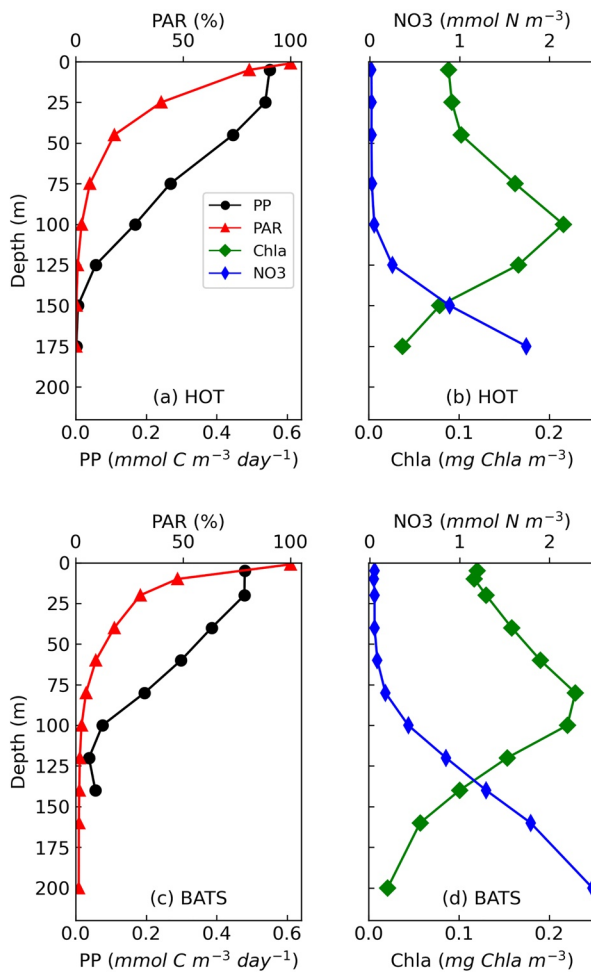 PAR (%)
0 50 100
0
25
50
75
100
125
150
175
200
Depth (m)
PP
PAR
Chla
NO3
(a) HOT
0.0 0.2 0.4 0.6
PP (mmol C m⁻³ day⁻¹)
NO3 (mmol N m⁻³)
0 1 2
(b) HOT
0.0 0.1 0.2
Chla (mg Chla m⁻³)
PAR (%)
0 50 100
0
25
50
75
100
125
150
175
200
Depth (m)
(c) BATS
0.0 0.2 0.4 0.6
PP (mmol C m⁻³ day⁻¹)
NO3 (mmol N m⁻³)
0 1 2
(d) BATS
0.0 0.1 0.2
Chla (mg Chla m⁻³)